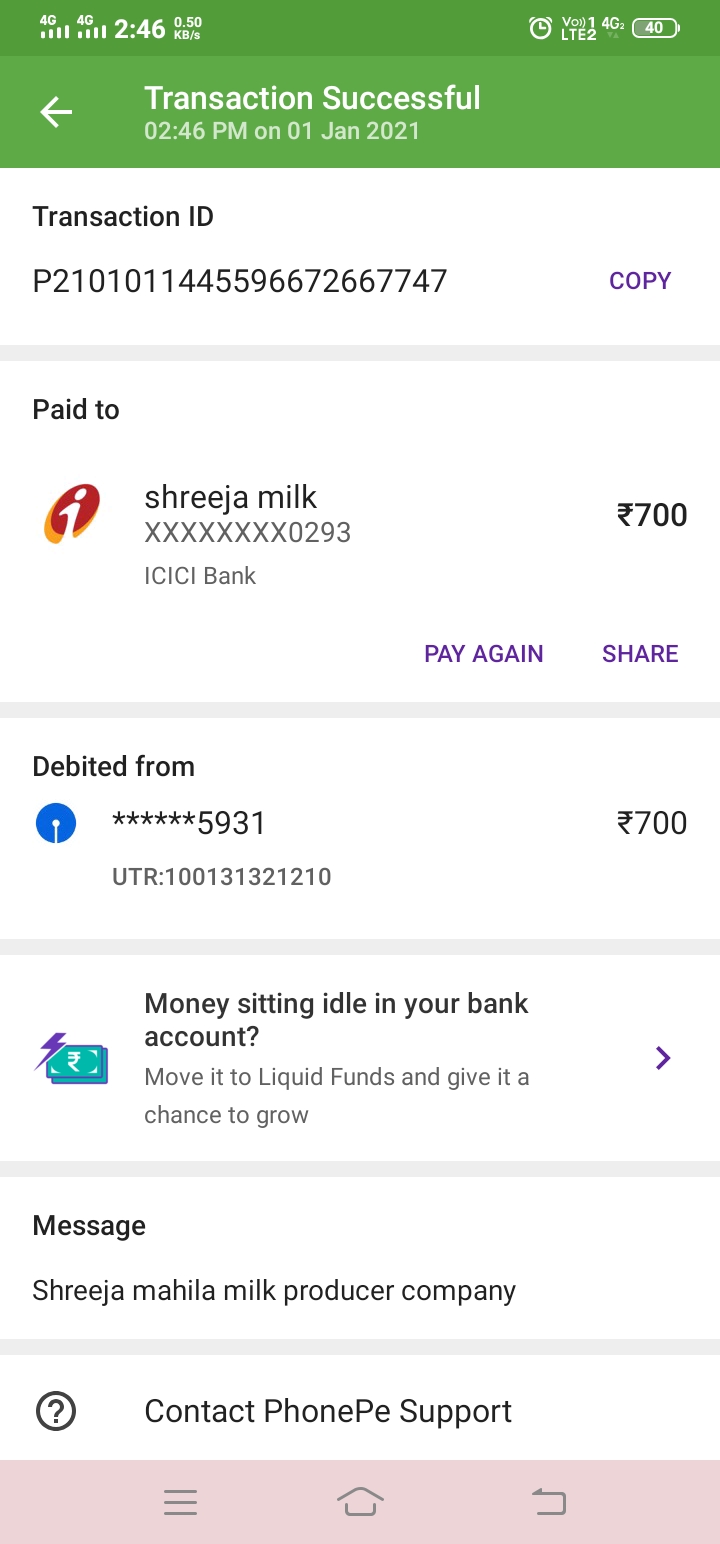 4G 4G 2:46 0.50 KB/s Vo)) 1 LTE2 4G2 40
Transaction Successful
02:46 PM on 01 Jan 2021
Transaction ID
P2101011445596672667747 COPY
Paid to
shreeja milk ₹700
XXXXXXXX0293
ICICI Bank
PAY AGAIN SHARE
Debited from
******5931 ₹700
UTR:100131321210
Money sitting idle in your bank
account?
Move it to Liquid Funds and give it a
chance to grow
Message
Shreeja mahila milk producer company
Contact PhonePe Support